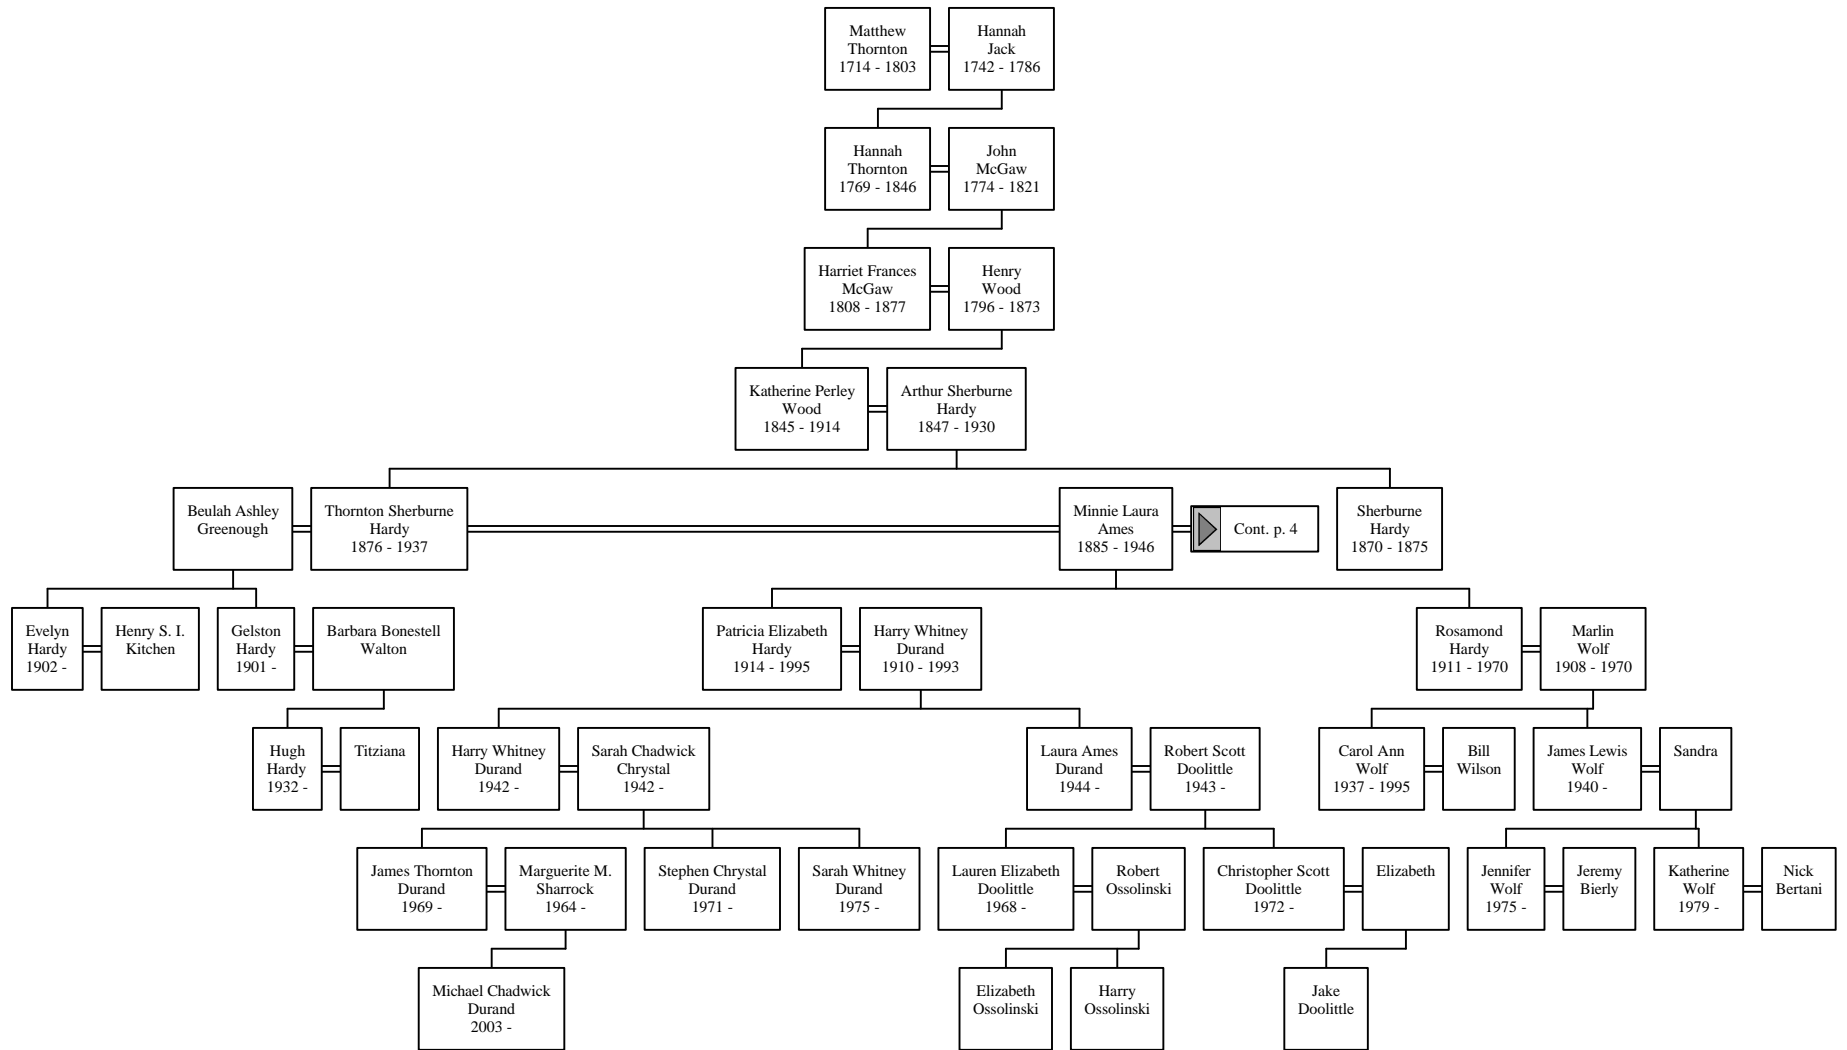 Matthew
Thornton
1714 - 1803
Hannah
Jack
1742 - 1786
Hannah
Thornton
1769 - 1846
John
McGaw
1774 - 1821
Harriet Frances
McGaw
1808 - 1877
Henry
Wood
1796 - 1873
Katherine Perley
Wood
1845 - 1914
Arthur Sherburne
Hardy
1847 - 1930
Beulah Ashley
Greenough
Thornton Sherburne
Hardy
1876 - 1937
Minnie Laura
Ames
1885 - 1946
Cont. p. 4
Sherburne
Hardy
1870 - 1875
Evelyn
Hardy
1902 -
Henry S. I.
Kitchen
Gelston
Hardy
1901 -
Barbara Bonestell
Walton
Patricia Elizabeth
Hardy
1914 - 1995
Harry Whitney
Durand
1910 - 1993
Rosamond
Hardy
1911 - 1970
Marlin
Wolf
1908 - 1970
Hugh
Hardy
1932 -
Titziana
Harry Whitney
Durand
1942 -
Sarah Chadwick
Chrystal
1942 -
Laura Ames
Durand
1944 -
Robert Scott
Doolittle
1943 -
Carol Ann
Wolf
1937 - 1995
Bill
Wilson
James Lewis
Wolf
1940 -
Sandra
James Thornton
Durand
1969 -
Marguerite M.
Sharrock
1964 -
Stephen Chrystal
Durand
1971 -
Sarah Whitney
Durand
1975 -
Lauren Elizabeth
Doolittle
1968 -
Robert
Ossolinski
Christopher Scott
Doolittle
1972 -
Elizabeth
Jennifer
Wolf
1975 -
Jeremy
Bierly
Katherine
Wolf
1979 -
Nick
Bertani
Michael Chadwick
Durand
2003 -
Elizabeth
Ossolinski
Harry
Ossolinski
Jake
Doolittle